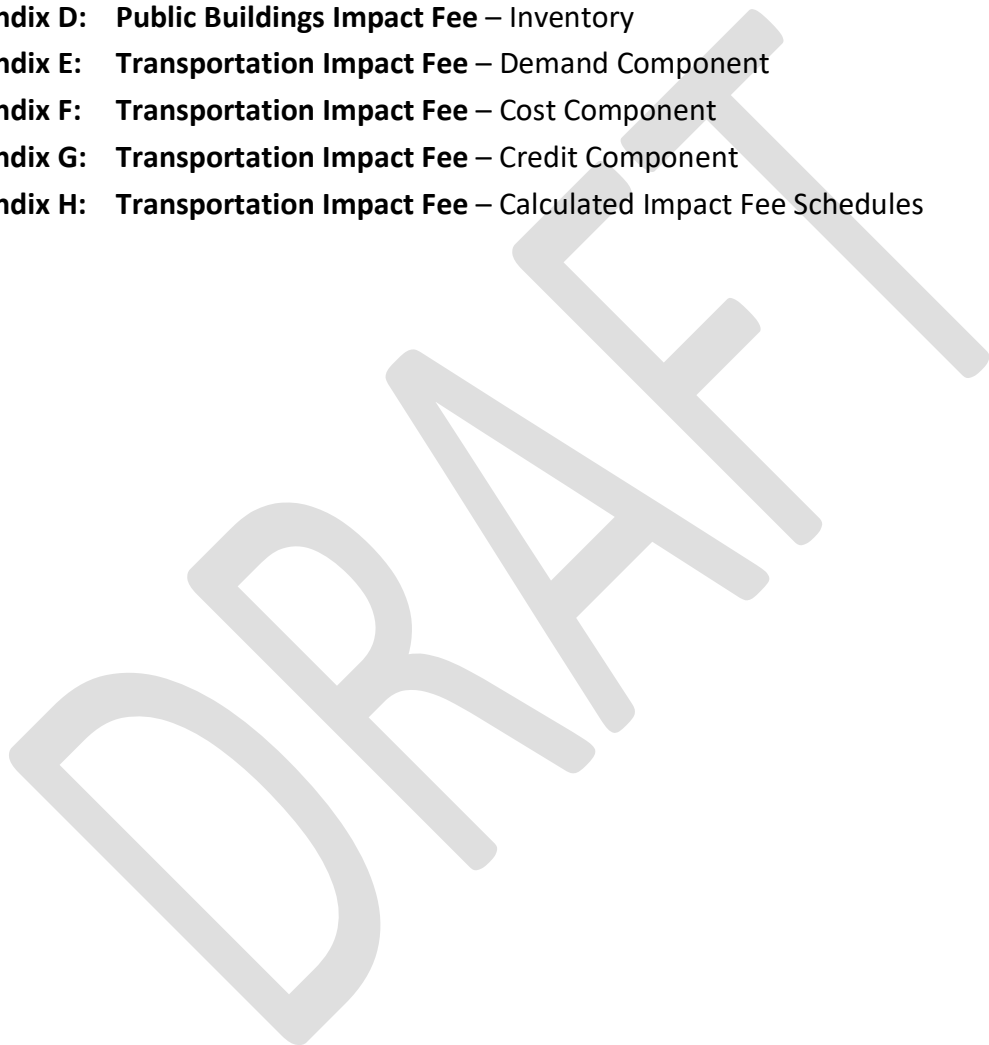 ndix D: Public Buildings Impact Fee – Inventory
ndix E: Transportation Impact Fee – Demand Component
ndix F: Transportation Impact Fee – Cost Component
ndix G: Transportation Impact Fee – Credit Component
ndix H: Transportation Impact Fee – Calculated Impact Fee Schedules
DRAFT